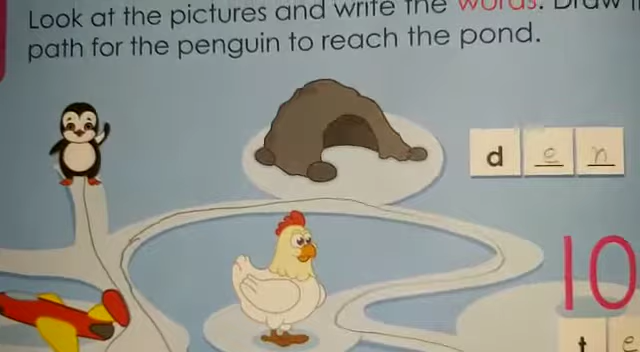 Look at the pictures and write the words. Draw
path for the penguin to reach the pond.
d e n
10
t e